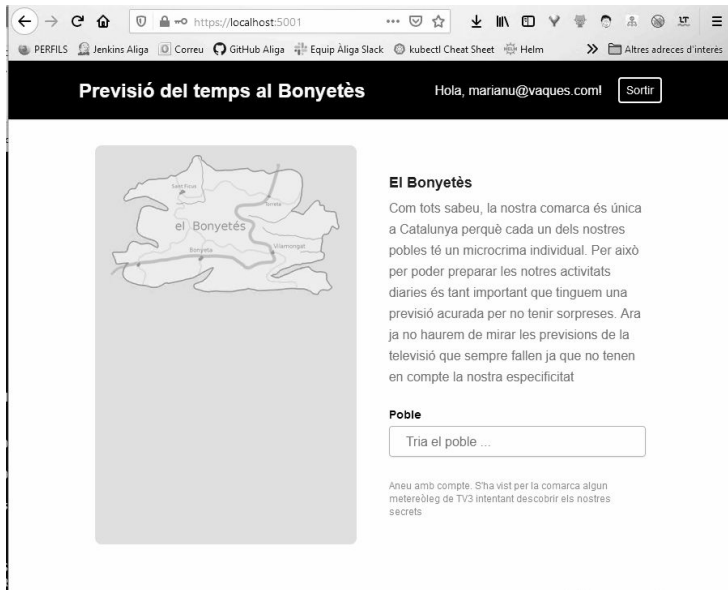 https://localhost:5001
PERFILS Jenkins Aliga Correu GitHub Aliga Equip Àliga Slack kubectl Cheat Sheet Helm Altres adreces d'interès
Previsió del temps al Bonyetès
Hola, marianu@vaques.com!
Sortir
Sant Ficus
Torreta
el Bonyetés
Bonyeta
Vilamongat
El Bonyetès
Com tots sabeu, la nostra comarca és única
a Catalunya perquè cada un dels nostres
pobles té un microcrima individual. Per això
per poder preparar les notres activitats
diaries és tant important que tinguem una
previsió acurada per no tenir sorpreses. Ara
ja no haurem de mirar les previsions de la
televisió que sempre fallen ja que no tenen
en compte la nostra especificitat
Poble
Tria el poble ...
Aneu amb compte. S'ha vist per la comarca algun
metereòleg de TV3 intentant descobrir els nostres
secrets